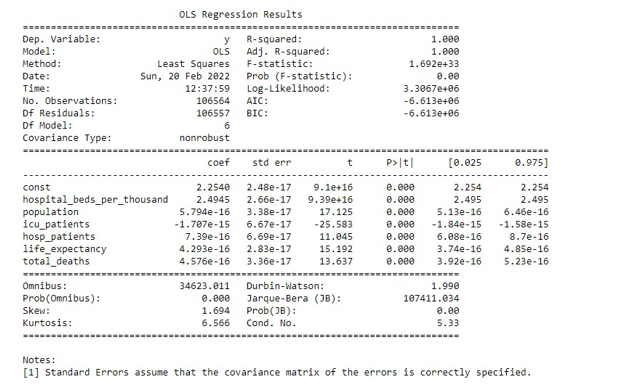 OLS Regression Results
Dep. Variable: y R-squared: 1.000
Model: OLS Adj. R-squared: 1.000
Method: Least Squares F-statistic: 1.692e+33
Date: Sun, 20 Feb 2022 Prob (F-statistic): 0.00
Time: 12:37:59 Log-Likelihood: 3.3067e+06
No. Observations: 106564 AIC: -6.613e+06
Df Residuals: 106557 BIC: -6.613e+06
Df Model: 6
Covariance Type: nonrobust
coef std err t P>|t| [0.025 0.975]
const 2.2540 2.48e-17 9.1e+16 0.000 2.254 2.254
hospital_beds_per_thousand 2.4945 2.66e-17 9.39e+16 0.000 2.495 2.495
population 5.794e-16 3.38e-17 17.125 0.000 5.13e-16 6.46e-16
icu_patients -1.707e-15 6.67e-17 -25.583 0.000 -1.84e-15 -1.58e-15
hosp_patients 7.39e-16 6.69e-17 11.045 0.000 6.08e-16 8.7e-16
life_expectancy 4.293e-16 2.83e-17 15.192 0.000 3.74e-16 4.85e-16
total_deaths 4.576e-16 3.36e-17 13.637 0.000 3.92e-16 5.23e-16
Omnibus: 34623.011 Durbin-Watson: 1.990
Prob(Omnibus): 0.000 Jarque-Bera (JB): 107411.034
Skew: 1.694 Prob(JB): 0.00
Kurtosis: 6.566 Cond. No. 5.33
Notes:
[1] Standard Errors assume that the covariance matrix of the errors is correctly specified.